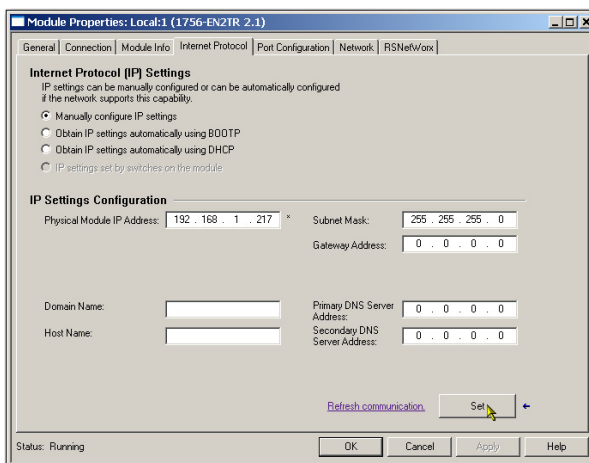 Module Properties: Local:1 (1756-EN2TR 2.1)
General Connection Module Info Internet Protocol Port Configuration Network RSNetWorx
Internet Protocol (IP) Settings
IP settings can be manually configured or can be automatically configured
if the network supports this capability.
Manually configure IP settings
Obtain IP settings automatically using BOOTP
Obtain IP settings automatically using DHCP
IP settings set by switches on the module
IP Settings Configuration
Physical Module IP Address: 192 . 168 . 1 . 217 * Subnet Mask: 255 . 255 . 255 . 0
Gateway Address: 0 . 0 . 0 . 0
Domain Name: Primary DNS Server Address: 0 . 0 . 0 . 0
Host Name: Secondary DNS Server Address: 0 . 0 . 0 . 0
Refresh communication. Set
Status: Running OK Cancel Apply Help